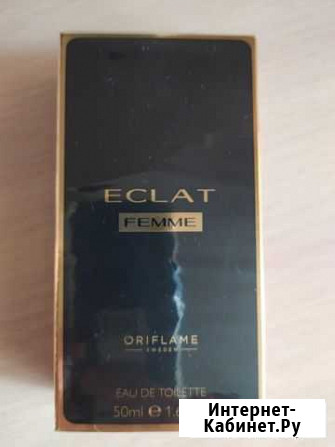 ECLAT
FEMME
ORIFLAME
SWEDEN
EAU DE TOILETTE
50ml e 1.6
Интернет-
Кабинет.Ру